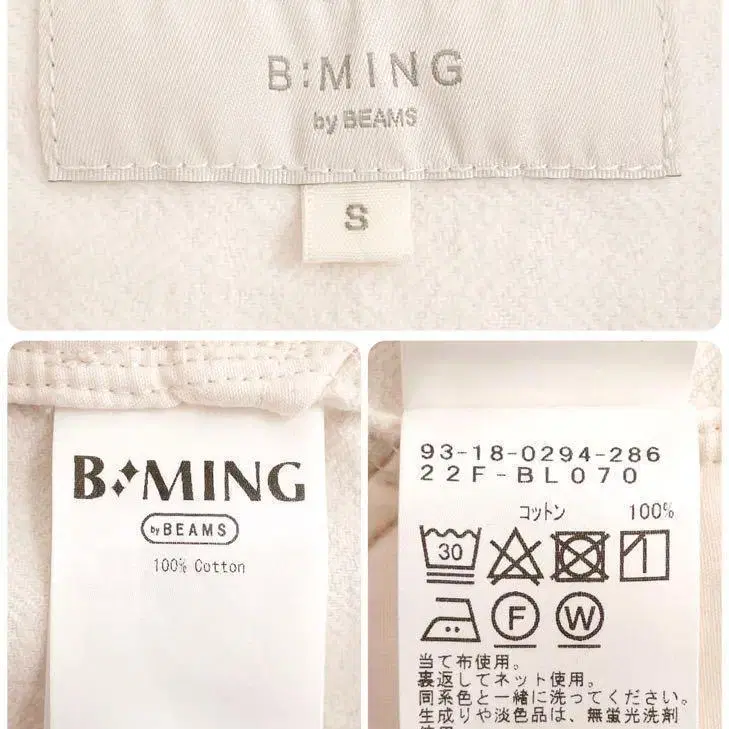 B:MING
by BEAMS
S
B:MING
by BEAMS
100% Cotton
93-18-0294-286
22F-BL070
コットン 100%
30
F W
当て布使用。
裏返してネット使用。
同系色と一緒に洗ってください。
生成りや淡色品は、無蛍光洗剤